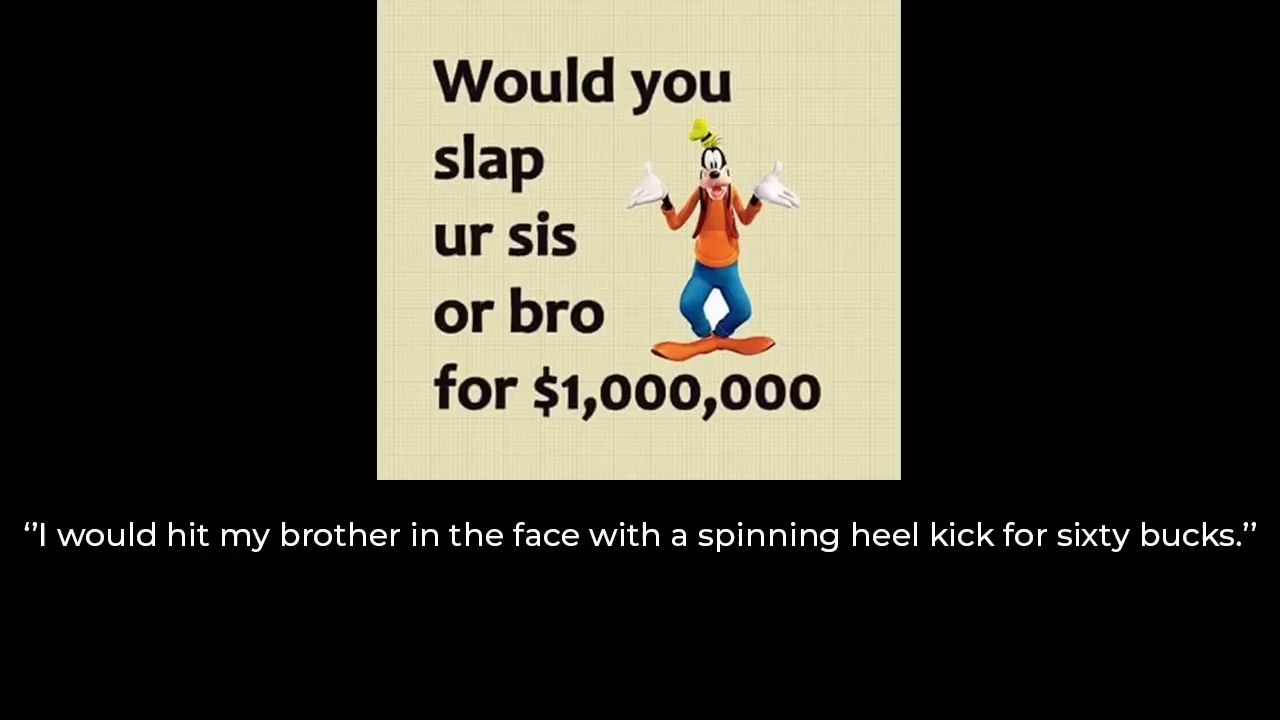 Would you
slap
ur sis
or bro
for $1,000,000
‘’I would hit my brother in the face with a spinning heel kick for sixty bucks.’’